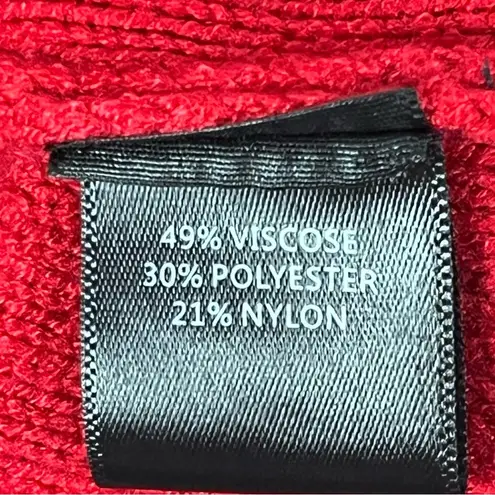 49% VISCOSE
30% POLYESTER
21% NYLON